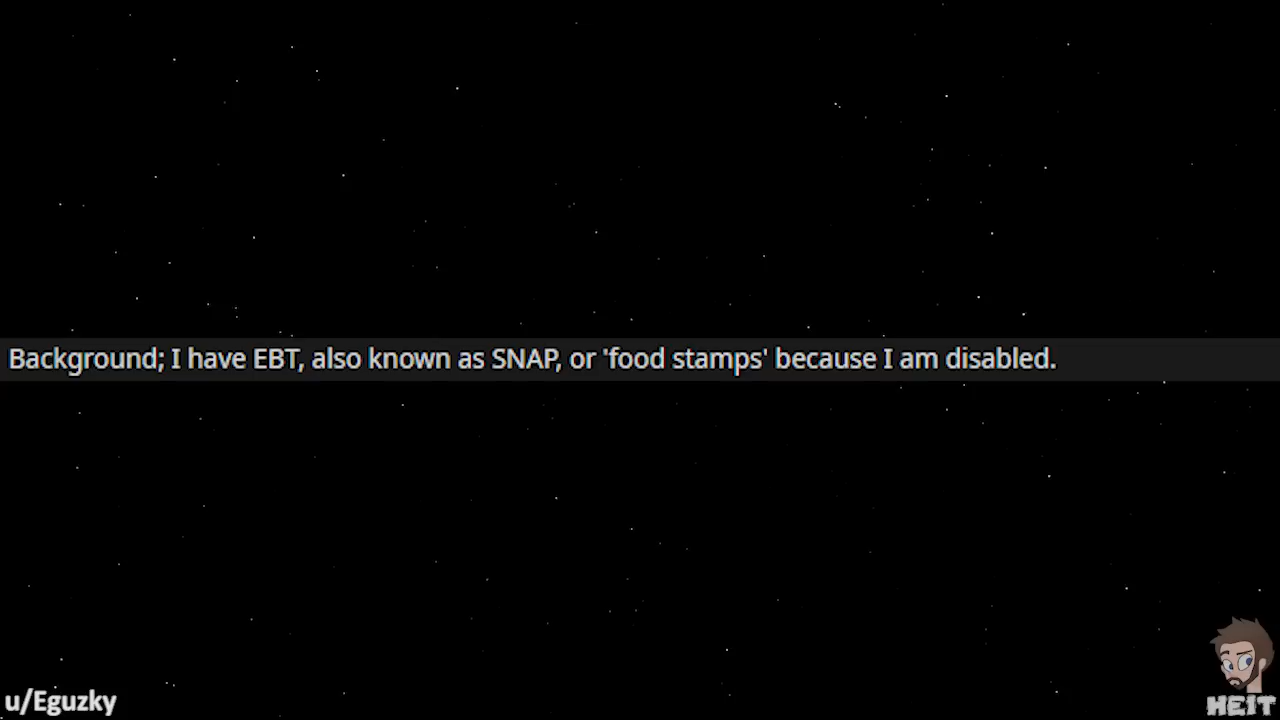 Background; I have EBT, also known as SNAP, or 'food stamps' because I am disabled.
u/Eguzky
HEIT